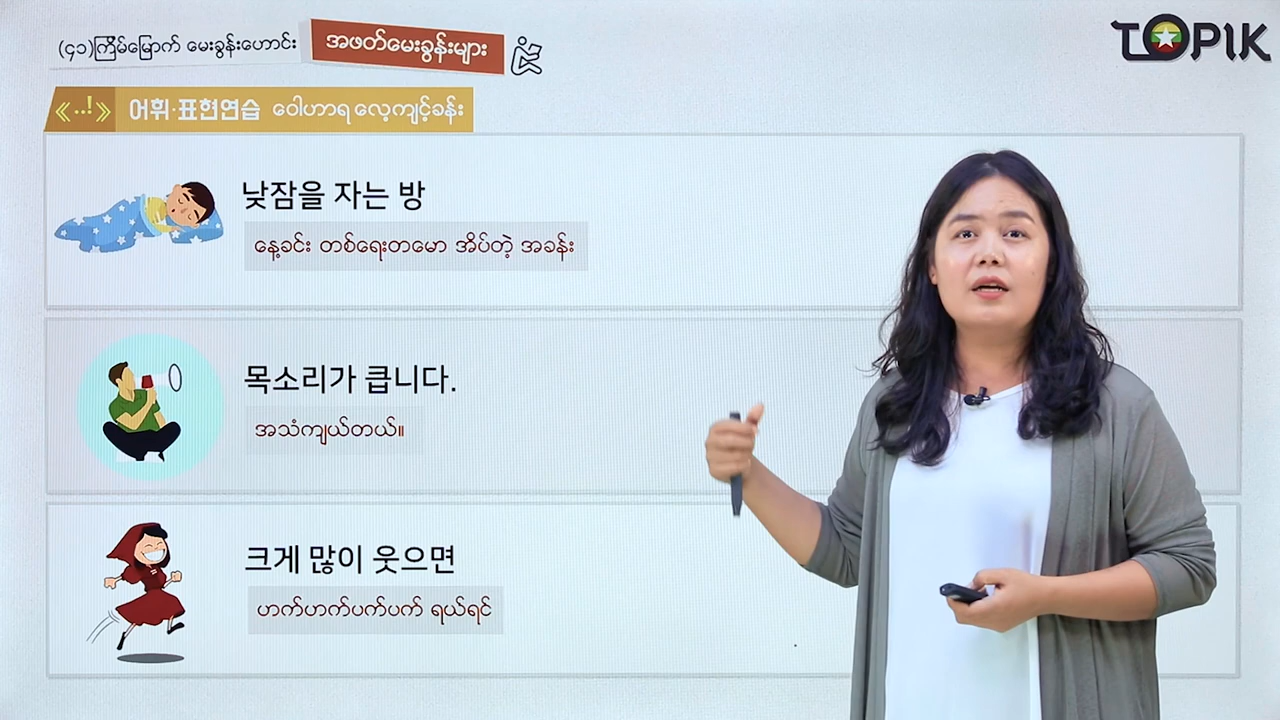 (၄၁)ကြိမ်မြောက် မေးခွန်းဟောင်း အဖတ်မေးခွန်းများ
TOPIK
어휘·표현연습 ဝေါဟာရ လေ့ကျင့်ခန်း
낮잠을 자는 방
နေ့ခင်း တစ်ရေးတမော အိပ်တဲ့ အခန်း
목소리가 큽니다.
အသံကျယ်တယ်။
크게 많이 웃으면
ဟက်ဟက်ပက်ပက် ရယ်ရင်